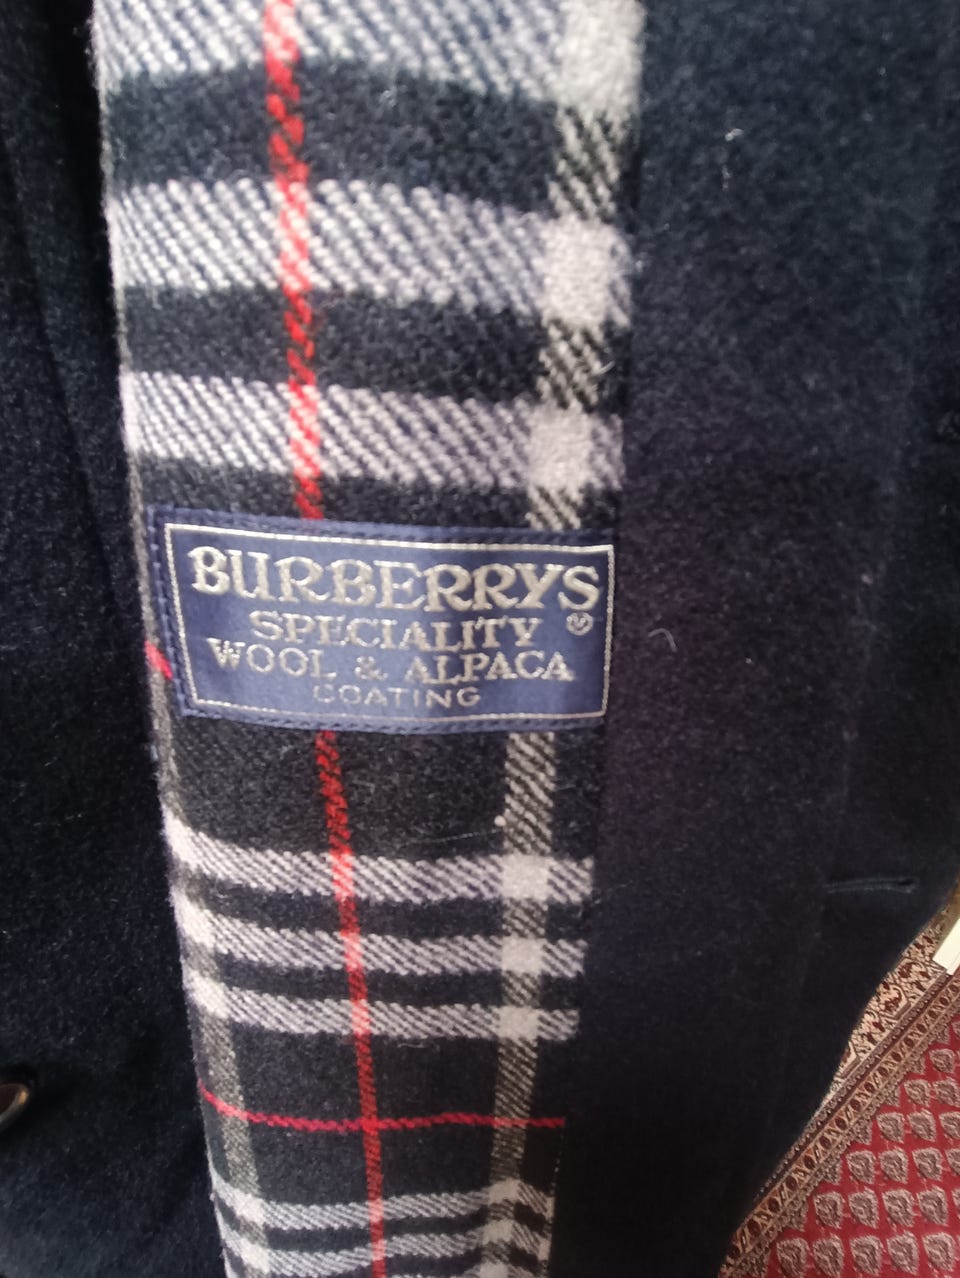 BURBERRYS
SPECIALITY
WOOL & ALPACA
COATING